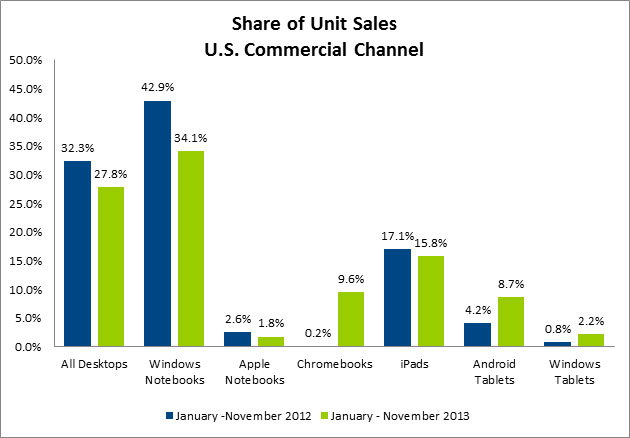 Share of Unit Sales
U.S. Commercial Channel
50.0%
45.0%
40.0%
35.0%
30.0%
25.0%
20.0%
15.0%
10.0%
5.0%
0.0%
32.3%
27.8%
42.9%
34.1%
2.6%
1.8%
0.2%
9.6%
17.1%
15.8%
4.2%
8.7%
0.8%
2.2%
All Desktops
Windows
Notebooks
Apple
Notebooks
Chromebooks
iPads
Android
Tablets
Windows
Tablets
January -November 2012
January - November 2013